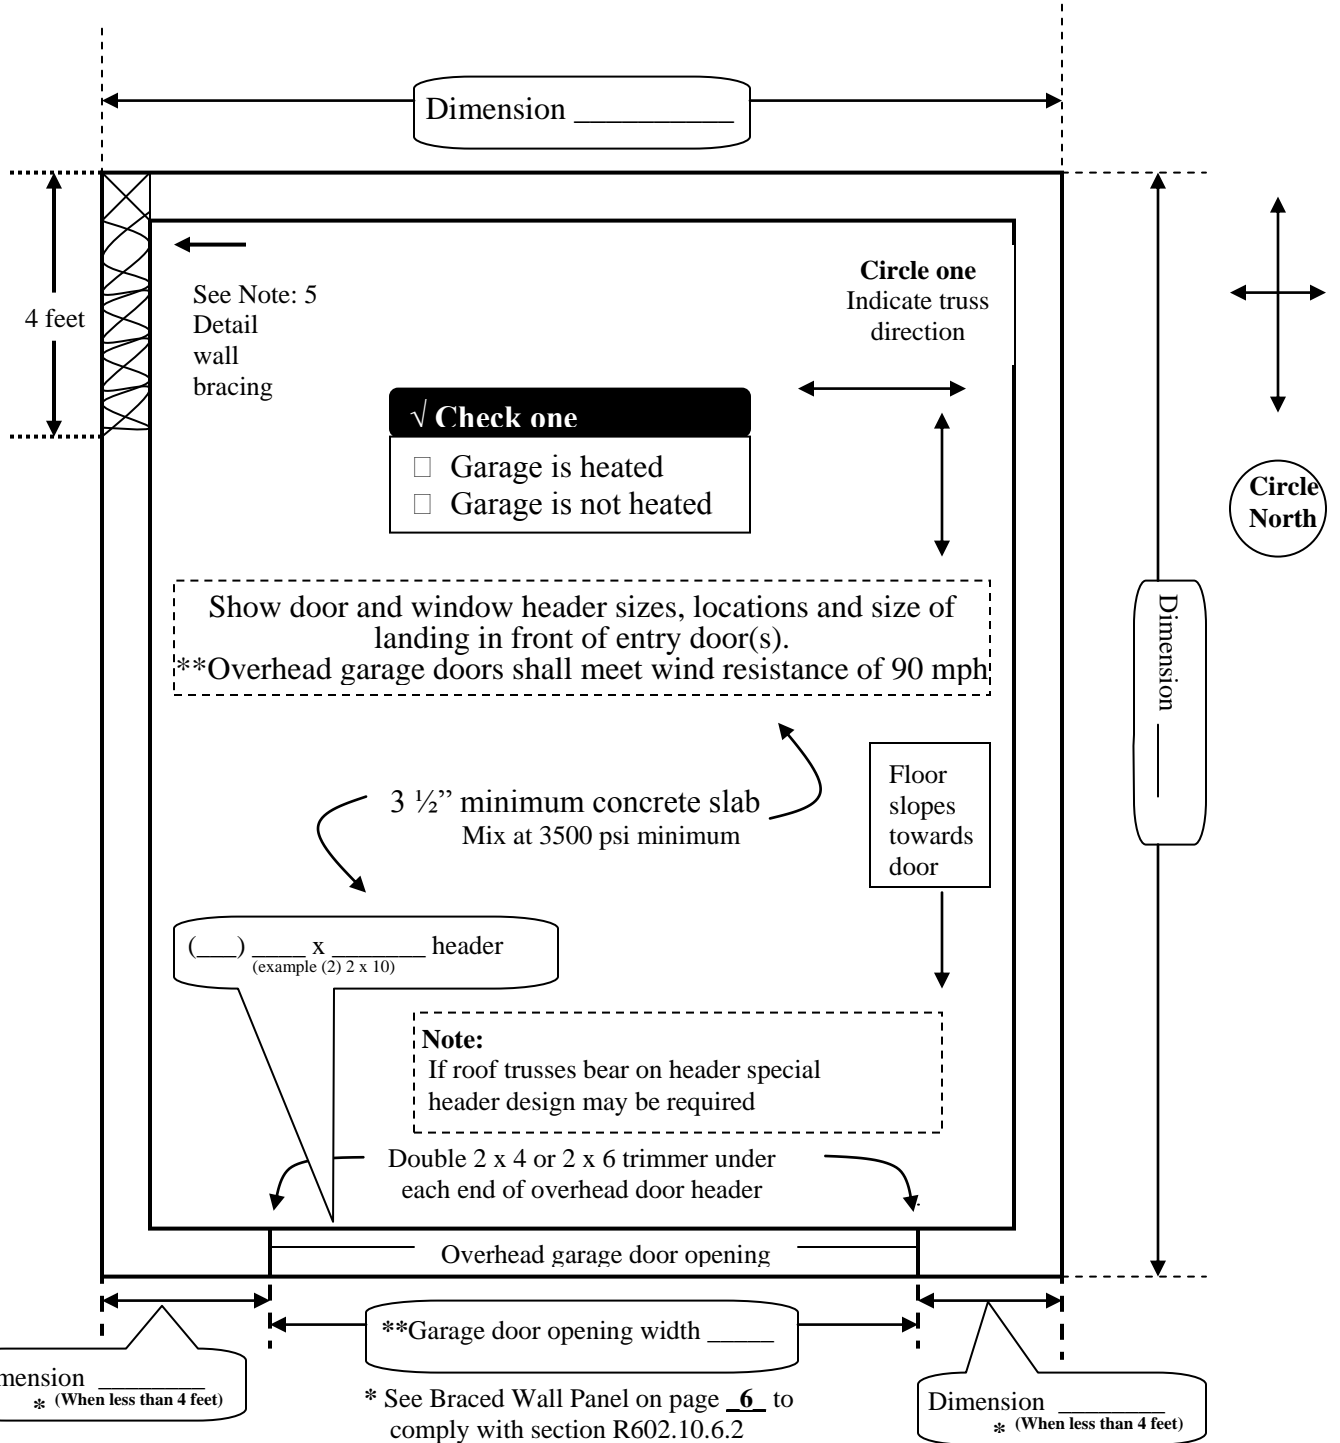 Dimension __________
See Note: 5
Detail
wall
bracing
4 feet
Circle one
Indicate truss
direction
√ Check one
□ Garage is heated
□ Garage is not heated
Circle
North
Show door and window header sizes, locations and size of
landing in front of entry door(s).
**Overhead garage doors shall meet wind resistance of 90 mph
Dimension ____
3 ½” minimum concrete slab
Mix at 3500 psi minimum
Floor
slopes
towards
door
(___) ____ x _______ header
(example (2) 2 x 10)
Note:
If roof trusses bear on header special
header design may be required
Double 2 x 4 or 2 x 6 trimmer under
each end of overhead door header
Overhead garage door opening
**Garage door opening width _____
mension ________
* (When less than 4 feet)
* See Braced Wall Panel on page _6_ to
comply with section R602.10.6.2
Dimension ________
* (When less than 4 feet)